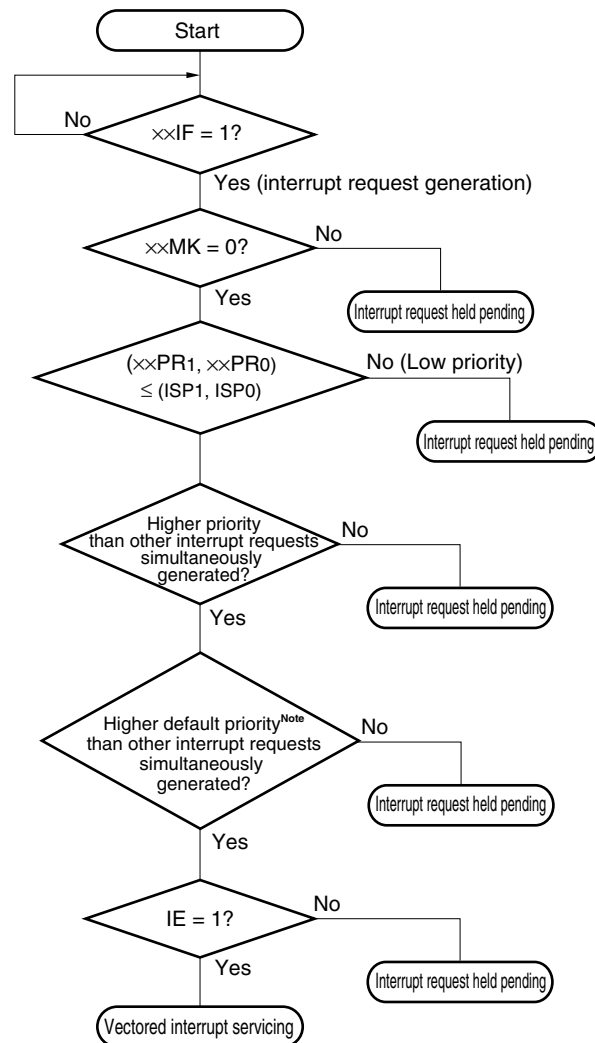 Start
No
××IF = 1?
Yes (interrupt request generation)
××MK = 0?
No
Yes
Interrupt request held pending
(××PR1, ××PR0)
≤ (ISP1, ISP0)
No (Low priority)
Interrupt request held pending
Higher priority
than other interrupt requests
simultaneously
generated?
No
Interrupt request held pending
Yes
Higher default priorityNote
than other interrupt requests
simultaneously
generated?
No
Interrupt request held pending
Yes
IE = 1?
No
Yes
Interrupt request held pending
Vectored interrupt servicing